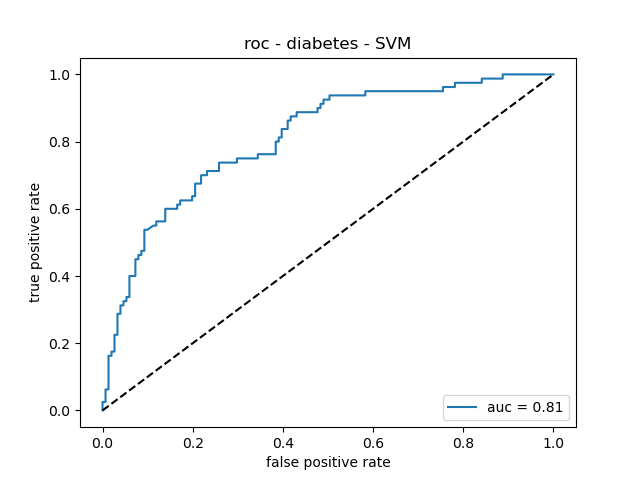 roc - diabetes - SVM
1.0
0.8
0.6
0.4
0.2
0.0
true positive rate
auc = 0.81
0.0 0.2 0.4 0.6 0.8 1.0
false positive rate